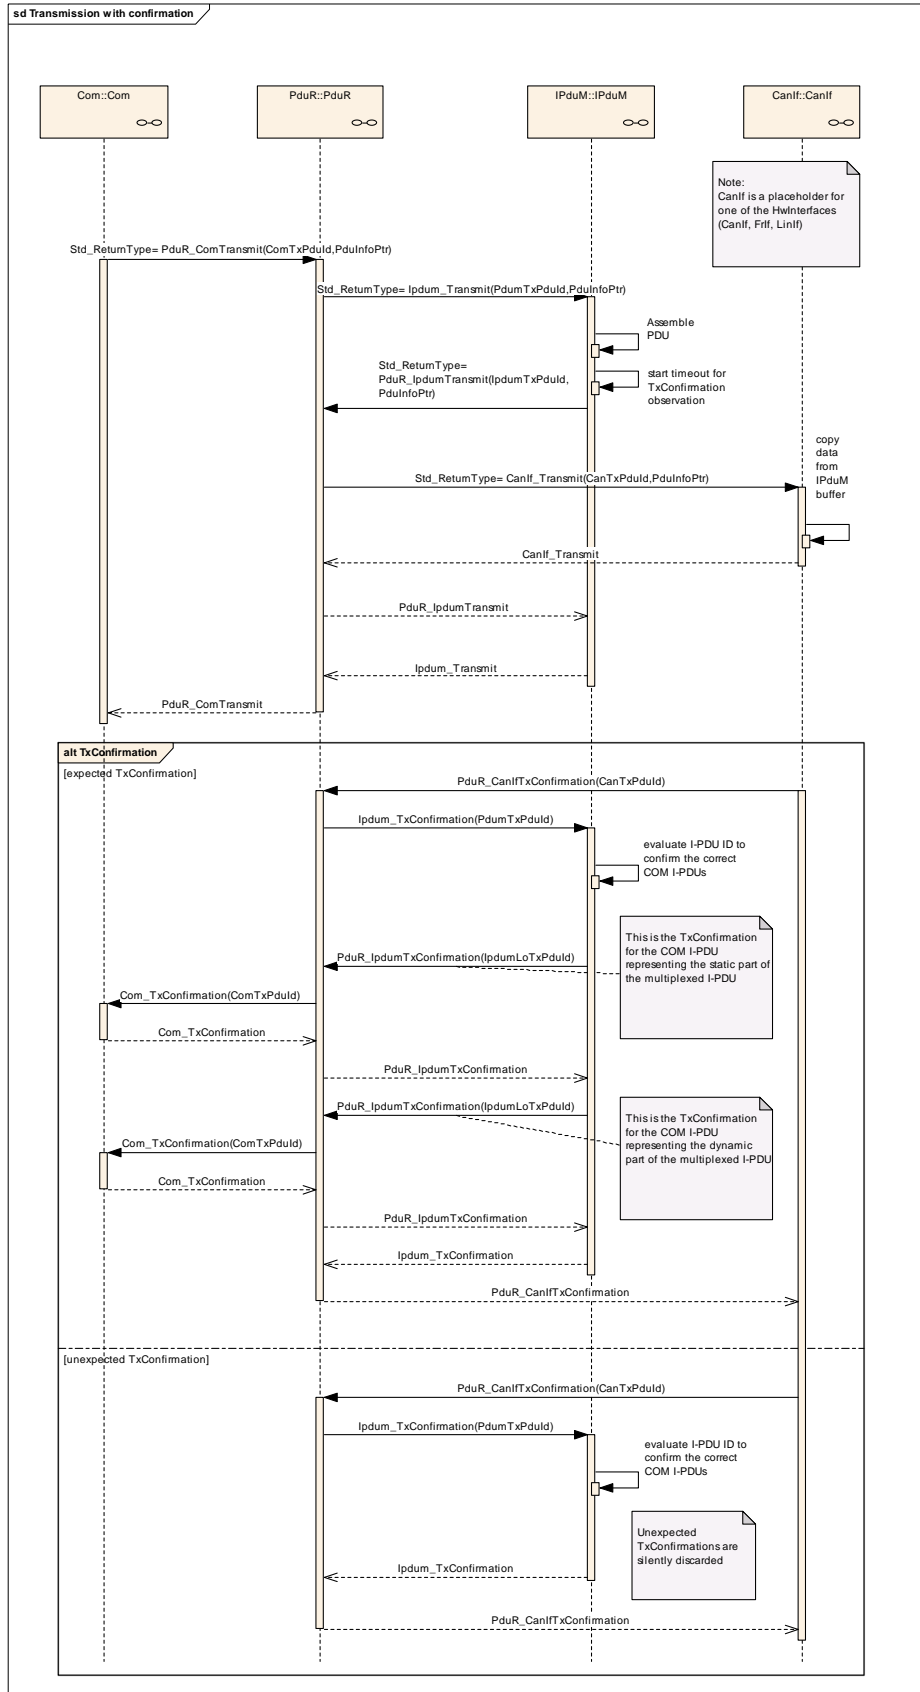 sd Transmission with confirmation
Com::Com
PduR::PduR
IPduM::IPduM
CanIf::CanIf
Note:
CanIf is a placeholder for
one of the HwInterfaces
(CanIf, FrIf, LinIf)
Std_ReturnType= PduR_ComTransmit(ComTxPduId,PduInfoPtr)
Std_ReturnType= Ipdum_Transmit(PdumTxPduId,PduInfoPtr)
Assemble
PDU
Std_ReturnType=
PduR_IpdumTransmit(IpdumTxPduId,
PduInfoPtr)
start timeout for
TxConfirmation
observation
copy
data
from
IPduM
buffer
Std_ReturnType= CanIf_Transmit(CanTxPduId,PduInfoPtr)
CanIf_Transmit
PduR_IpdumTransmit
Ipdum_Transmit
PduR_ComTransmit
alt TxConfirmation
[expected TxConfirmation]
PduR_CanIfTxConfirmation(CanTxPduId)
Ipdum_TxConfirmation(PdumTxPduId)
evaluate I-PDU ID to
confirm the correct
COM I-PDUs
This is the TxConfirmation
for the COM I-PDU
representing the static part of
the multiplexed I-PDU
PduR_IpdumTxConfirmation(IpdumLoTxPduId)
Com_TxConfirmation(ComTxPduId)
Com_TxConfirmation
PduR_IpdumTxConfirmation
PduR_IpdumTxConfirmation(IpdumLoTxPduId)
This is the TxConfirmation
for the COM I-PDU
representing the dynamic
part of the multiplexed I-PDU
Com_TxConfirmation(ComTxPduId)
Com_TxConfirmation
PduR_IpdumTxConfirmation
Ipdum_TxConfirmation
PduR_CanIfTxConfirmation
[unexpected TxConfirmation]
PduR_CanIfTxConfirmation(CanTxPduId)
Ipdum_TxConfirmation(PdumTxPduId)
evaluate I-PDU ID to
confirm the correct
COM I-PDUs
Unexpected
TxConfirmations are
silently discarded
Ipdum_TxConfirmation
PduR_CanIfTxConfirmation